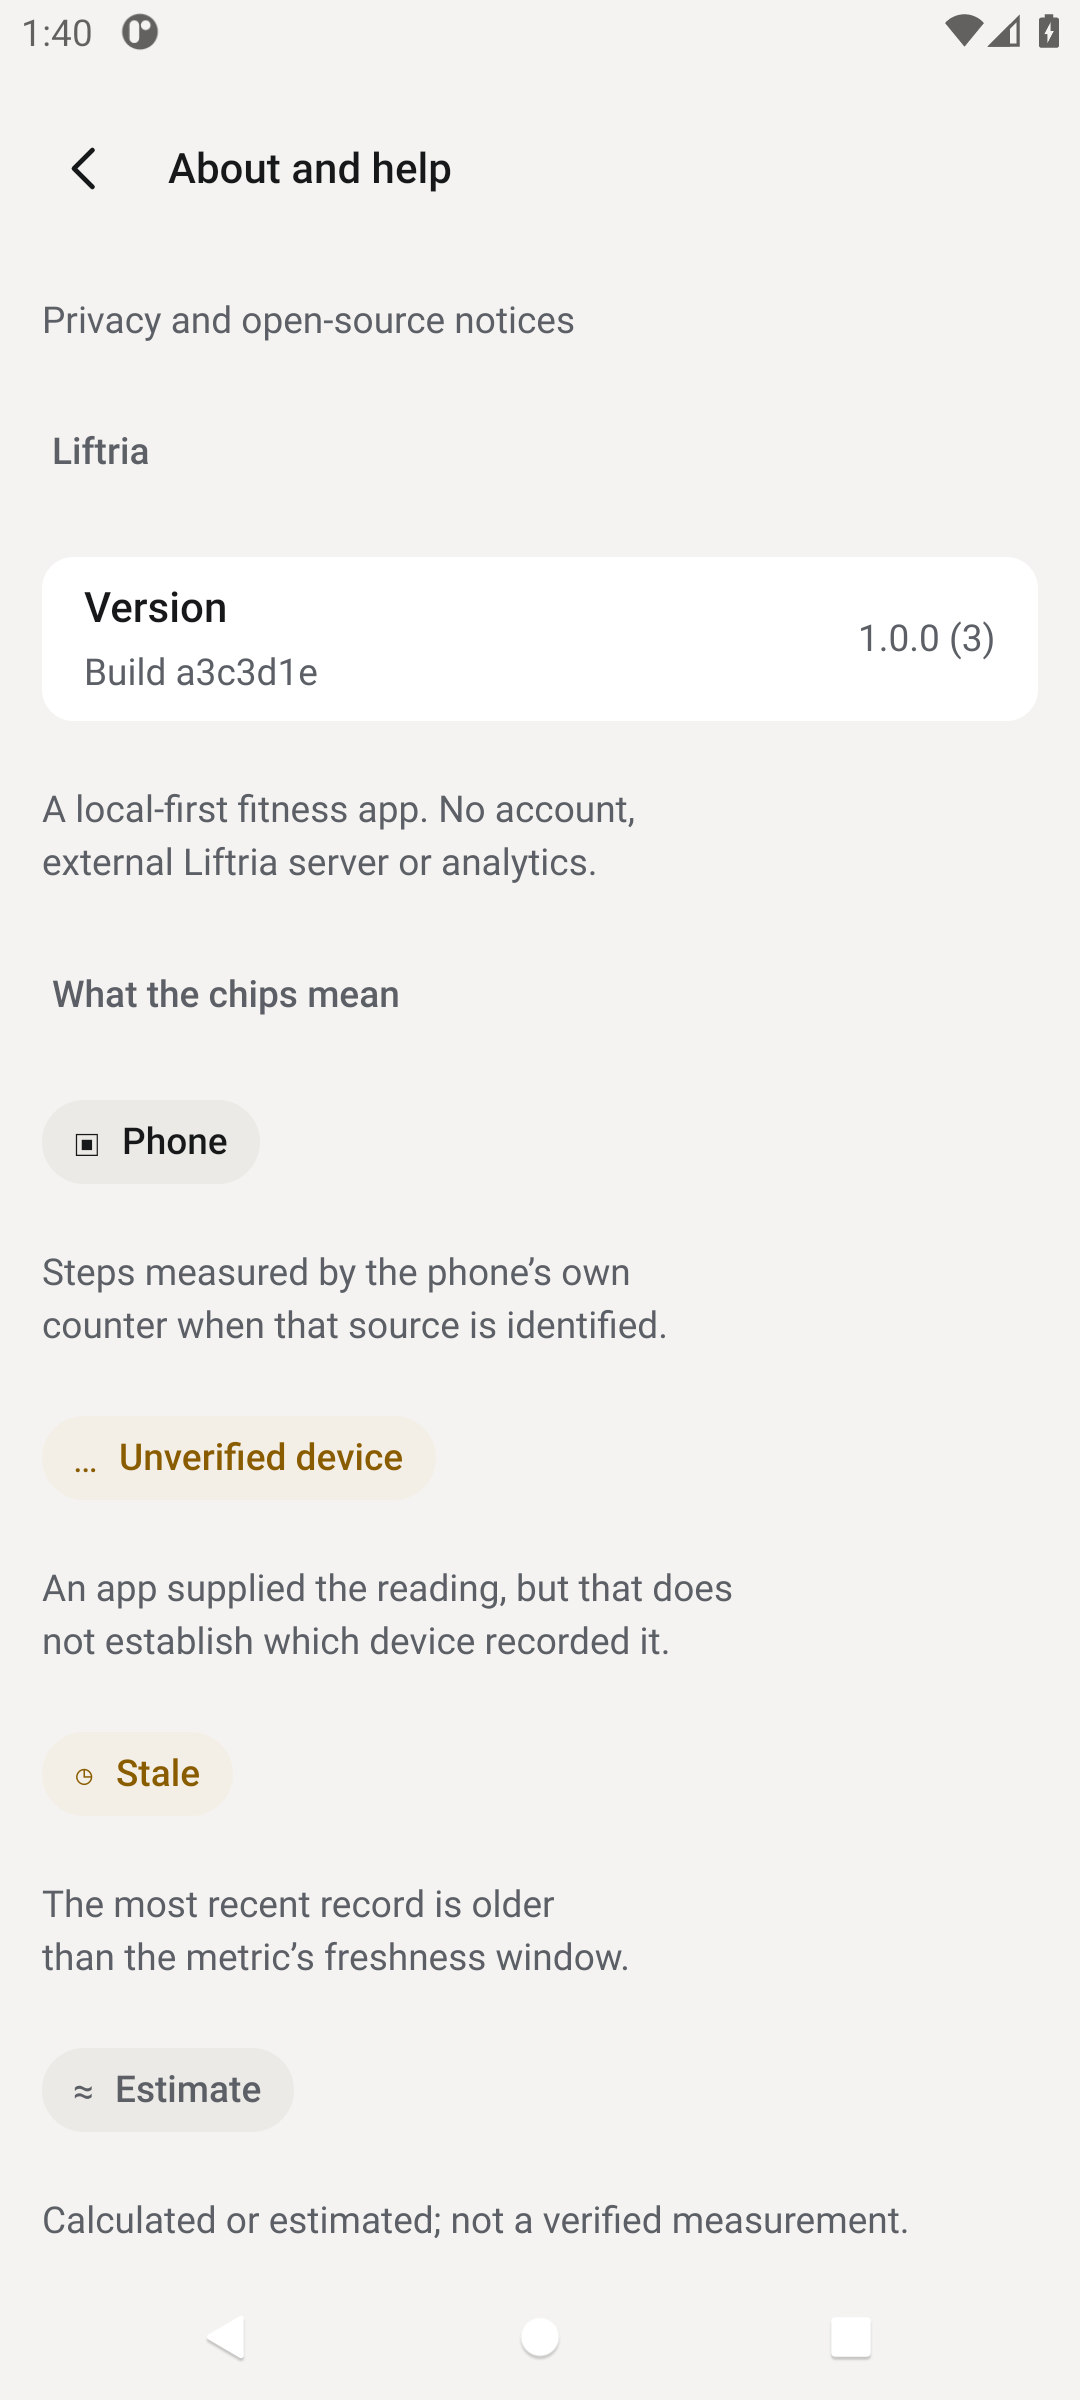 1:40
About and help
Privacy and open-source notices
Liftria
Version
Build a3c3d1e
1.0.0 (3)
A local-first fitness app. No account,
external Liftria server or analytics.
What the chips mean
▣ Phone
Steps measured by the phone’s own
counter when that source is identified.
… Unverified device
An app supplied the reading, but that does
not establish which device recorded it.
◷ Stale
The most recent record is older
than the metric’s freshness window.
≈ Estimate
Calculated or estimated; not a verified measurement.